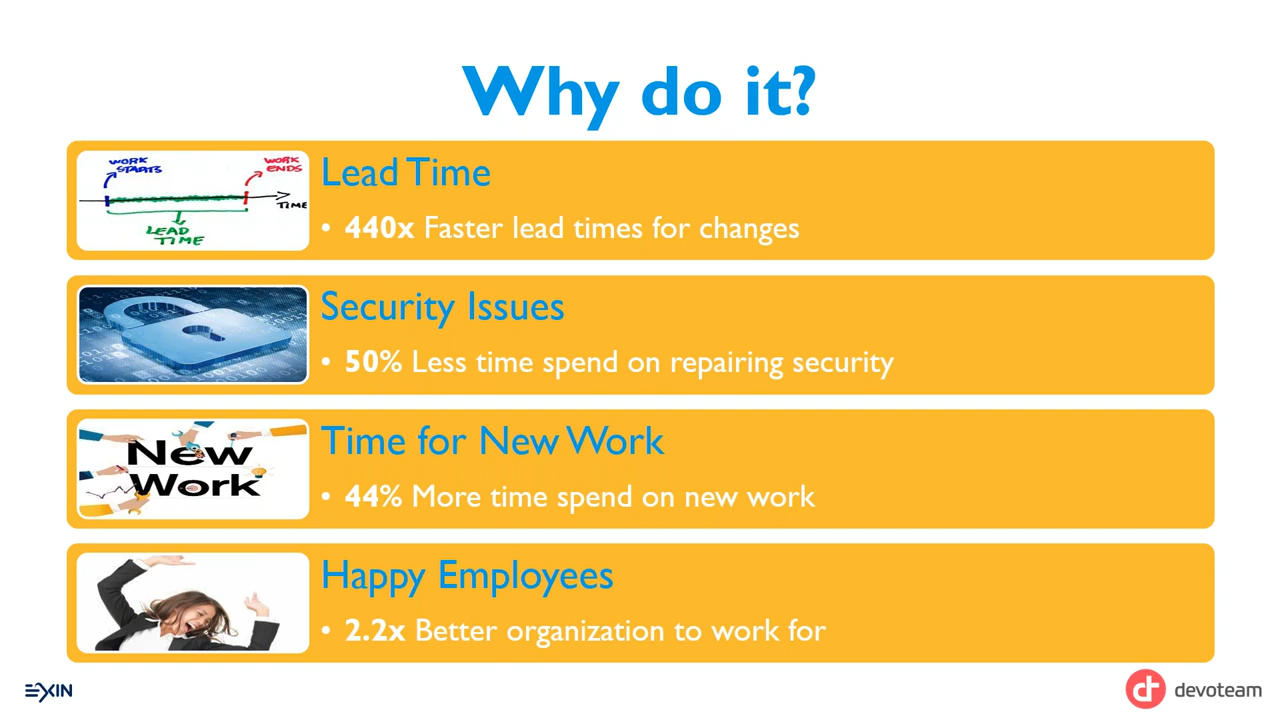 Why do it?
WORK
STARTS
WORK
ENDS
TIME
LEAD
TIME
Lead Time
• 440x Faster lead times for changes
Security Issues
• 50% Less time spend on repairing security
New
Work
Time for New Work
• 44% More time spend on new work
Happy Employees
• 2.2x Better organization to work for
EXIN
devoteam